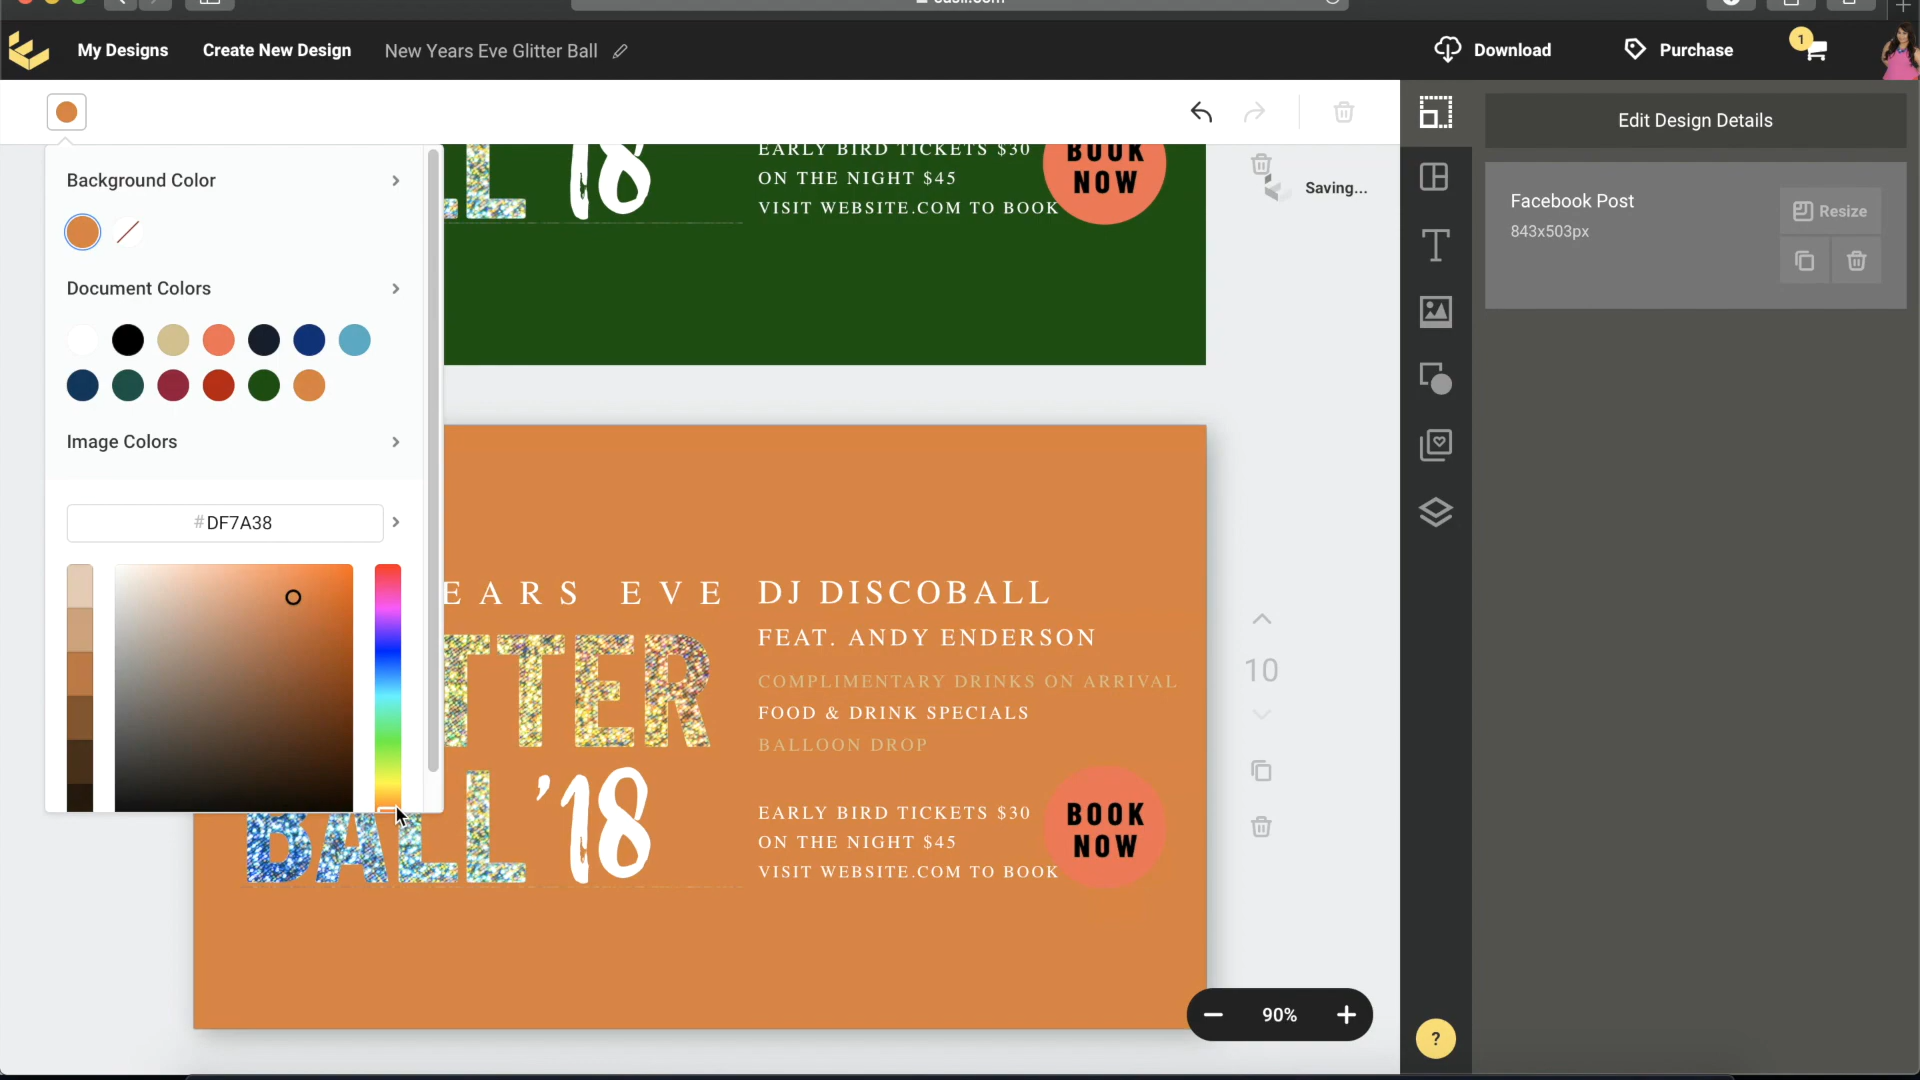 My Designs
Create New Design
New Years Eve Glitter Ball
Download
Purchase
1
Background Color
Document Colors
Image Colors
#DF7A38
EARLY BIRD TICKETS $30
ON THE NIGHT $45
VISIT WEBSITE.COM TO BOOK
BOOK
NOW
Saving...
Edit Design Details
Facebook Post
843x503px
Resize
EARS EVE
TTER
BALL '18
DJ DISCOBALL
FEAT. ANDY ENDERSON
COMPLIMENTARY DRINKS ON ARRIVAL
FOOD & DRINK SPECIALS
BALLOON DROP
EARLY BIRD TICKETS $30
ON THE NIGHT $45
VISIT WEBSITE.COM TO BOOK
BOOK
NOW
10
90%
?